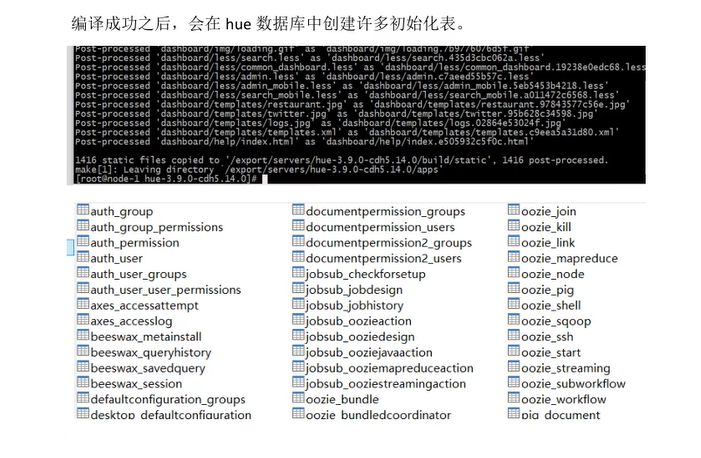 编译成功之后，会在 hue 数据库中创建许多初始化表。
Post-processed 'dashboard/img/loading.gif' as 'dashboard/img/loading.7b9776076d5f.gif'
Post-processed 'dashboard/less/search.less' as 'dashboard/less/search.435d3cbc062a.less'
Post-processed 'dashboard/less/common_dashboard.less' as 'dashboard/less/common_dashboard.19238e0edc68.less
Post-processed 'dashboard/less/admin.less' as 'dashboard/less/admin.c7aeed55b57c.less'
Post-processed 'dashboard/less/admin_mobile.less' as 'dashboard/less/admin_mobile.5eb5453b4218.less'
Post-processed 'dashboard/less/search_mobile.less' as 'dashboard/less/search_mobile.a011472c6568.less'
Post-processed 'dashboard/templates/restaurant.jpg' as 'dashboard/templates/restaurant.97843577c56e.jpg'
Post-processed 'dashboard/templates/twitter.jpg' as 'dashboard/templates/twitter.95b628c34598.jpg'
Post-processed 'dashboard/templates/logs.jpg' as 'dashboard/templates/logs.02864e53024f.jpg'
Post-processed 'dashboard/templates/templates.xml' as 'dashboard/templates/templates.c9eea5a31d80.xml'
Post-processed 'dashboard/help/index.html' as 'dashboard/help/index.e505932c5f0c.html'
1416 static files copied to '/export/servers/hue-3.9.0-cdh5.14.0/build/static', 1416 post-processed.
make[1]: Leaving directory `/export/servers/hue-3.9.0-cdh5.14.0/apps'
[root@node-1 hue-3.9.0-cdh5.14.0]#
auth_group
auth_group_permissions
auth_permission
auth_user
auth_user_groups
auth_user_user_permissions
axes_accessattempt
axes_accesslog
beeswax_metainstall
beeswax_queryhistory
beeswax_savedquery
beeswax_session
defaultconfiguration_groups
desktop_defaultconfiguration
documentpermission_groups
documentpermission_users
documentpermission2_groups
documentpermission2_users
jobsub_checkforsetup
jobsub_jobdesign
jobsub_jobhistory
jobsub_oozieaction
jobsub_ooziedesign
jobsub_ooziejavaaction
jobsub_ooziemapreduceaction
jobsub_ooziestreamingaction
oozie_bundle
oozie_bundledcoordinator
oozie_join
oozie_kill
oozie_link
oozie_mapreduce
oozie_node
oozie_pig
oozie_shell
oozie_sqoop
oozie_ssh
oozie_start
oozie_streaming
oozie_subworkflow
oozie_workflow
pig_document